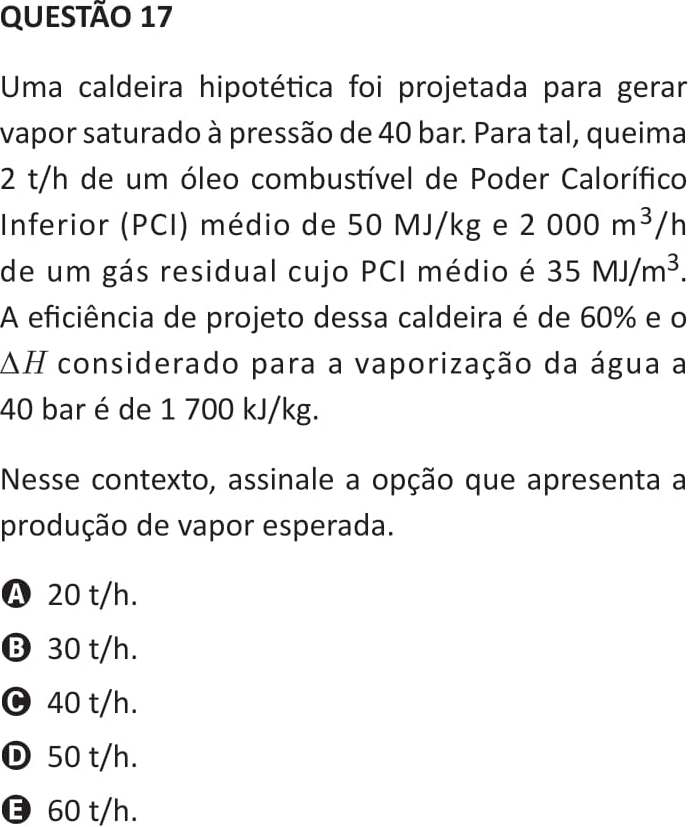 QUESTÃO 17
Uma caldeira hipotética foi projetada para gerar
vapor saturado à pressão de 40 bar. Para tal, queima
2 t/h de um óleo combustível de Poder Calorífico
Inferior (PCI) médio de 50 MJ/kg e 2 000 m³/h
de um gás residual cujo PCI médio é 35 MJ/m³.
A eficiência de projeto dessa caldeira é de 60% e o
ΔH considerado para a vaporização da água a
40 bar é de 1 700 kJ/kg.
Nesse contexto, assinale a opção que apresenta a
produção de vapor esperada.
A 20 t/h.
B 30 t/h.
C 40 t/h.
D 50 t/h.
E 60 t/h.